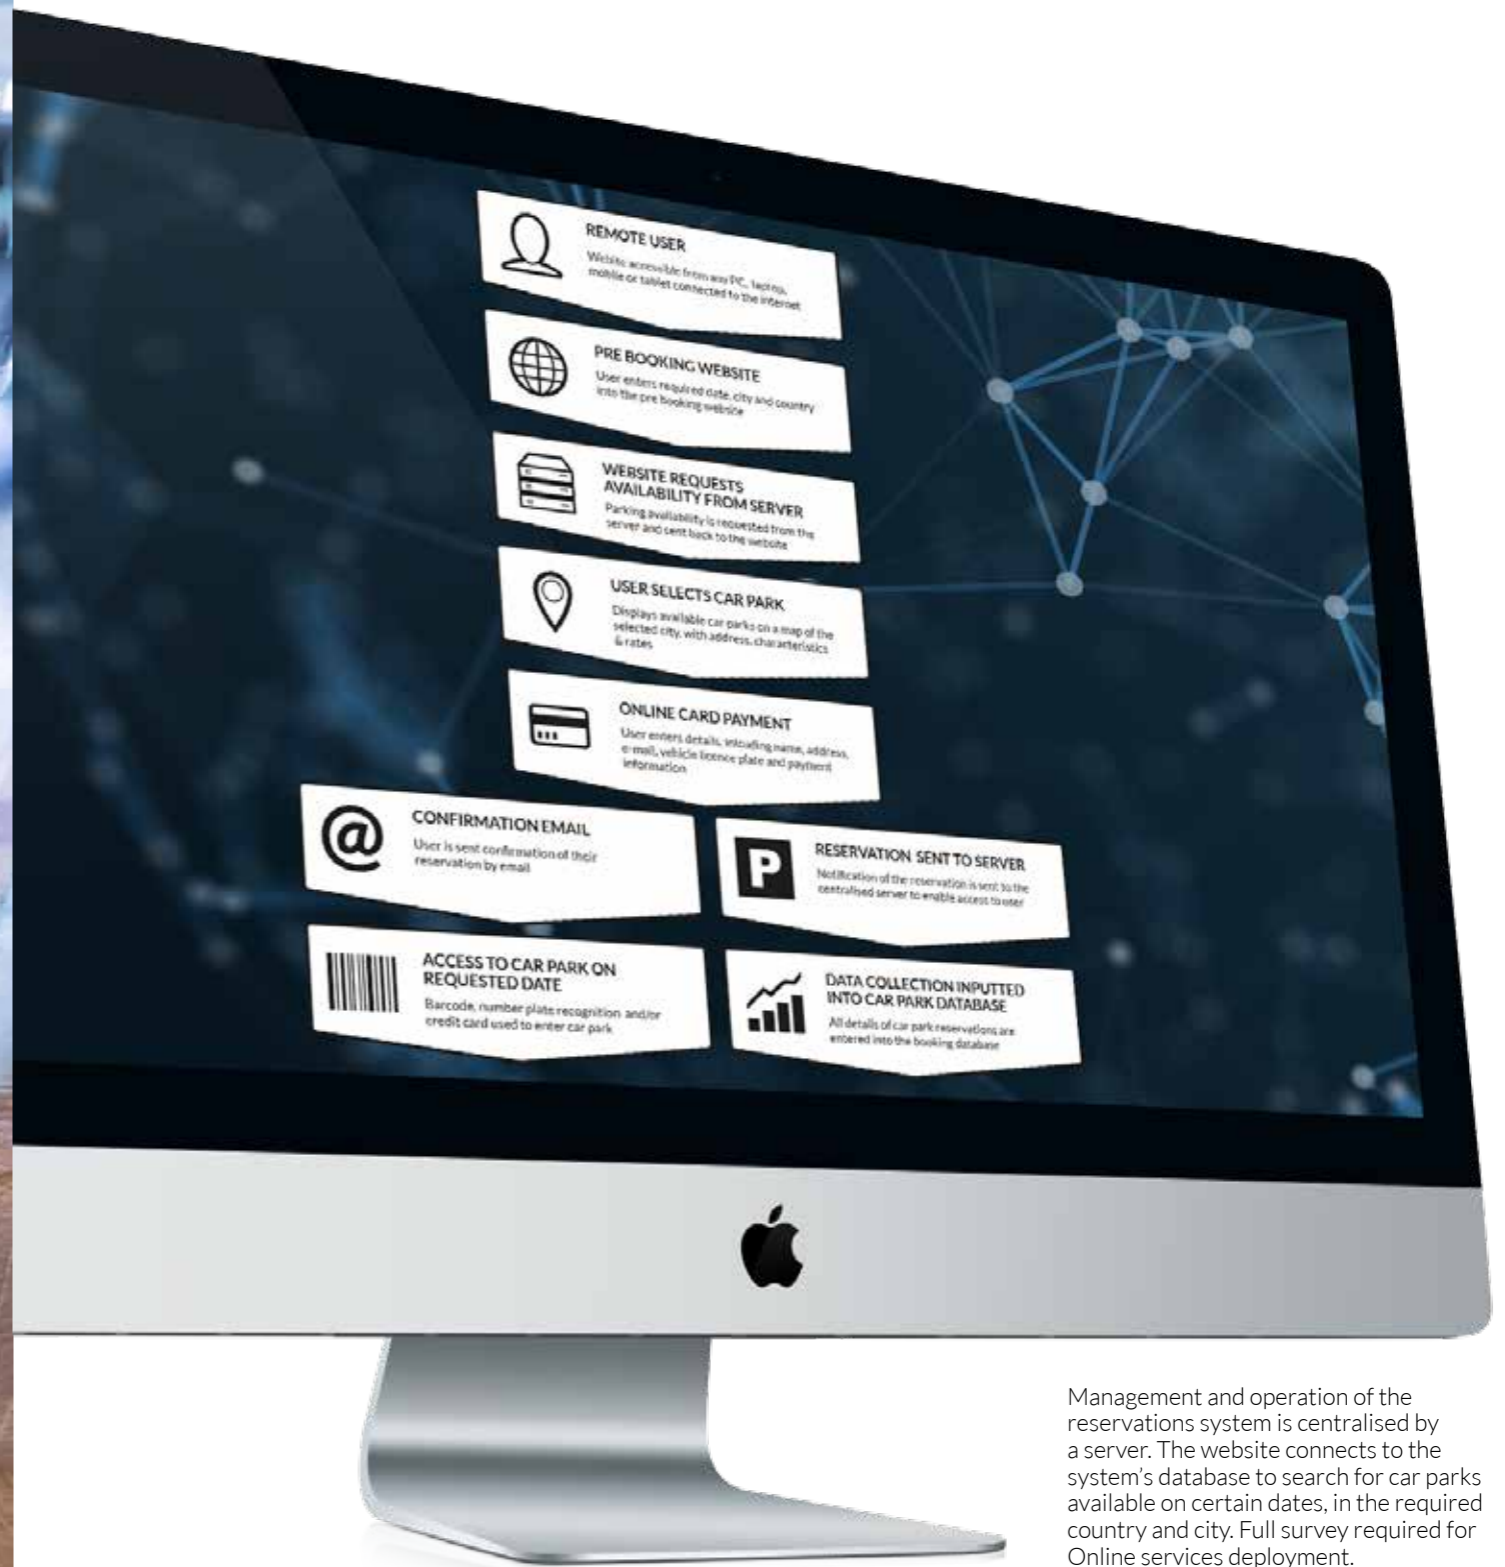 REMOTE USER
Website accessible from any PC, laptop,
mobile or tablet connected to the internet
PRE BOOKING WEBSITE
User enters required date, city and country
into the pre booking website
WEBSITE REQUESTS
AVAILABILITY FROM SERVER
Parking availability is requested from the
server and sent back to the website
USER SELECTS CAR PARK
Displays available car parks on a map of the
selected city, with address, characteristics
& rates
ONLINE CARD PAYMENT
User enters details, including name, address,
e-mail, vehicle licence plate and payment
information
@
CONFIRMATION EMAIL
User is sent confirmation of their
reservation by email
P
RESERVATION SENT TO SERVER
Notification of the reservation is sent to the
centralised server to enable access to user
ACCESS TO CAR PARK ON
REQUESTED DATE
Barcode, number plate recognition and/or
credit card used to enter car park
DATA COLLECTION INPUTTED
INTO CAR PARK DATABASE
All details of car park reservations are
entered into the booking database
Management and operation of the
reservations system is centralised by
a server. The website connects to the
system's database to search for car parks
available on certain dates, in the required
country and city. Full survey required for
Online services deployment.